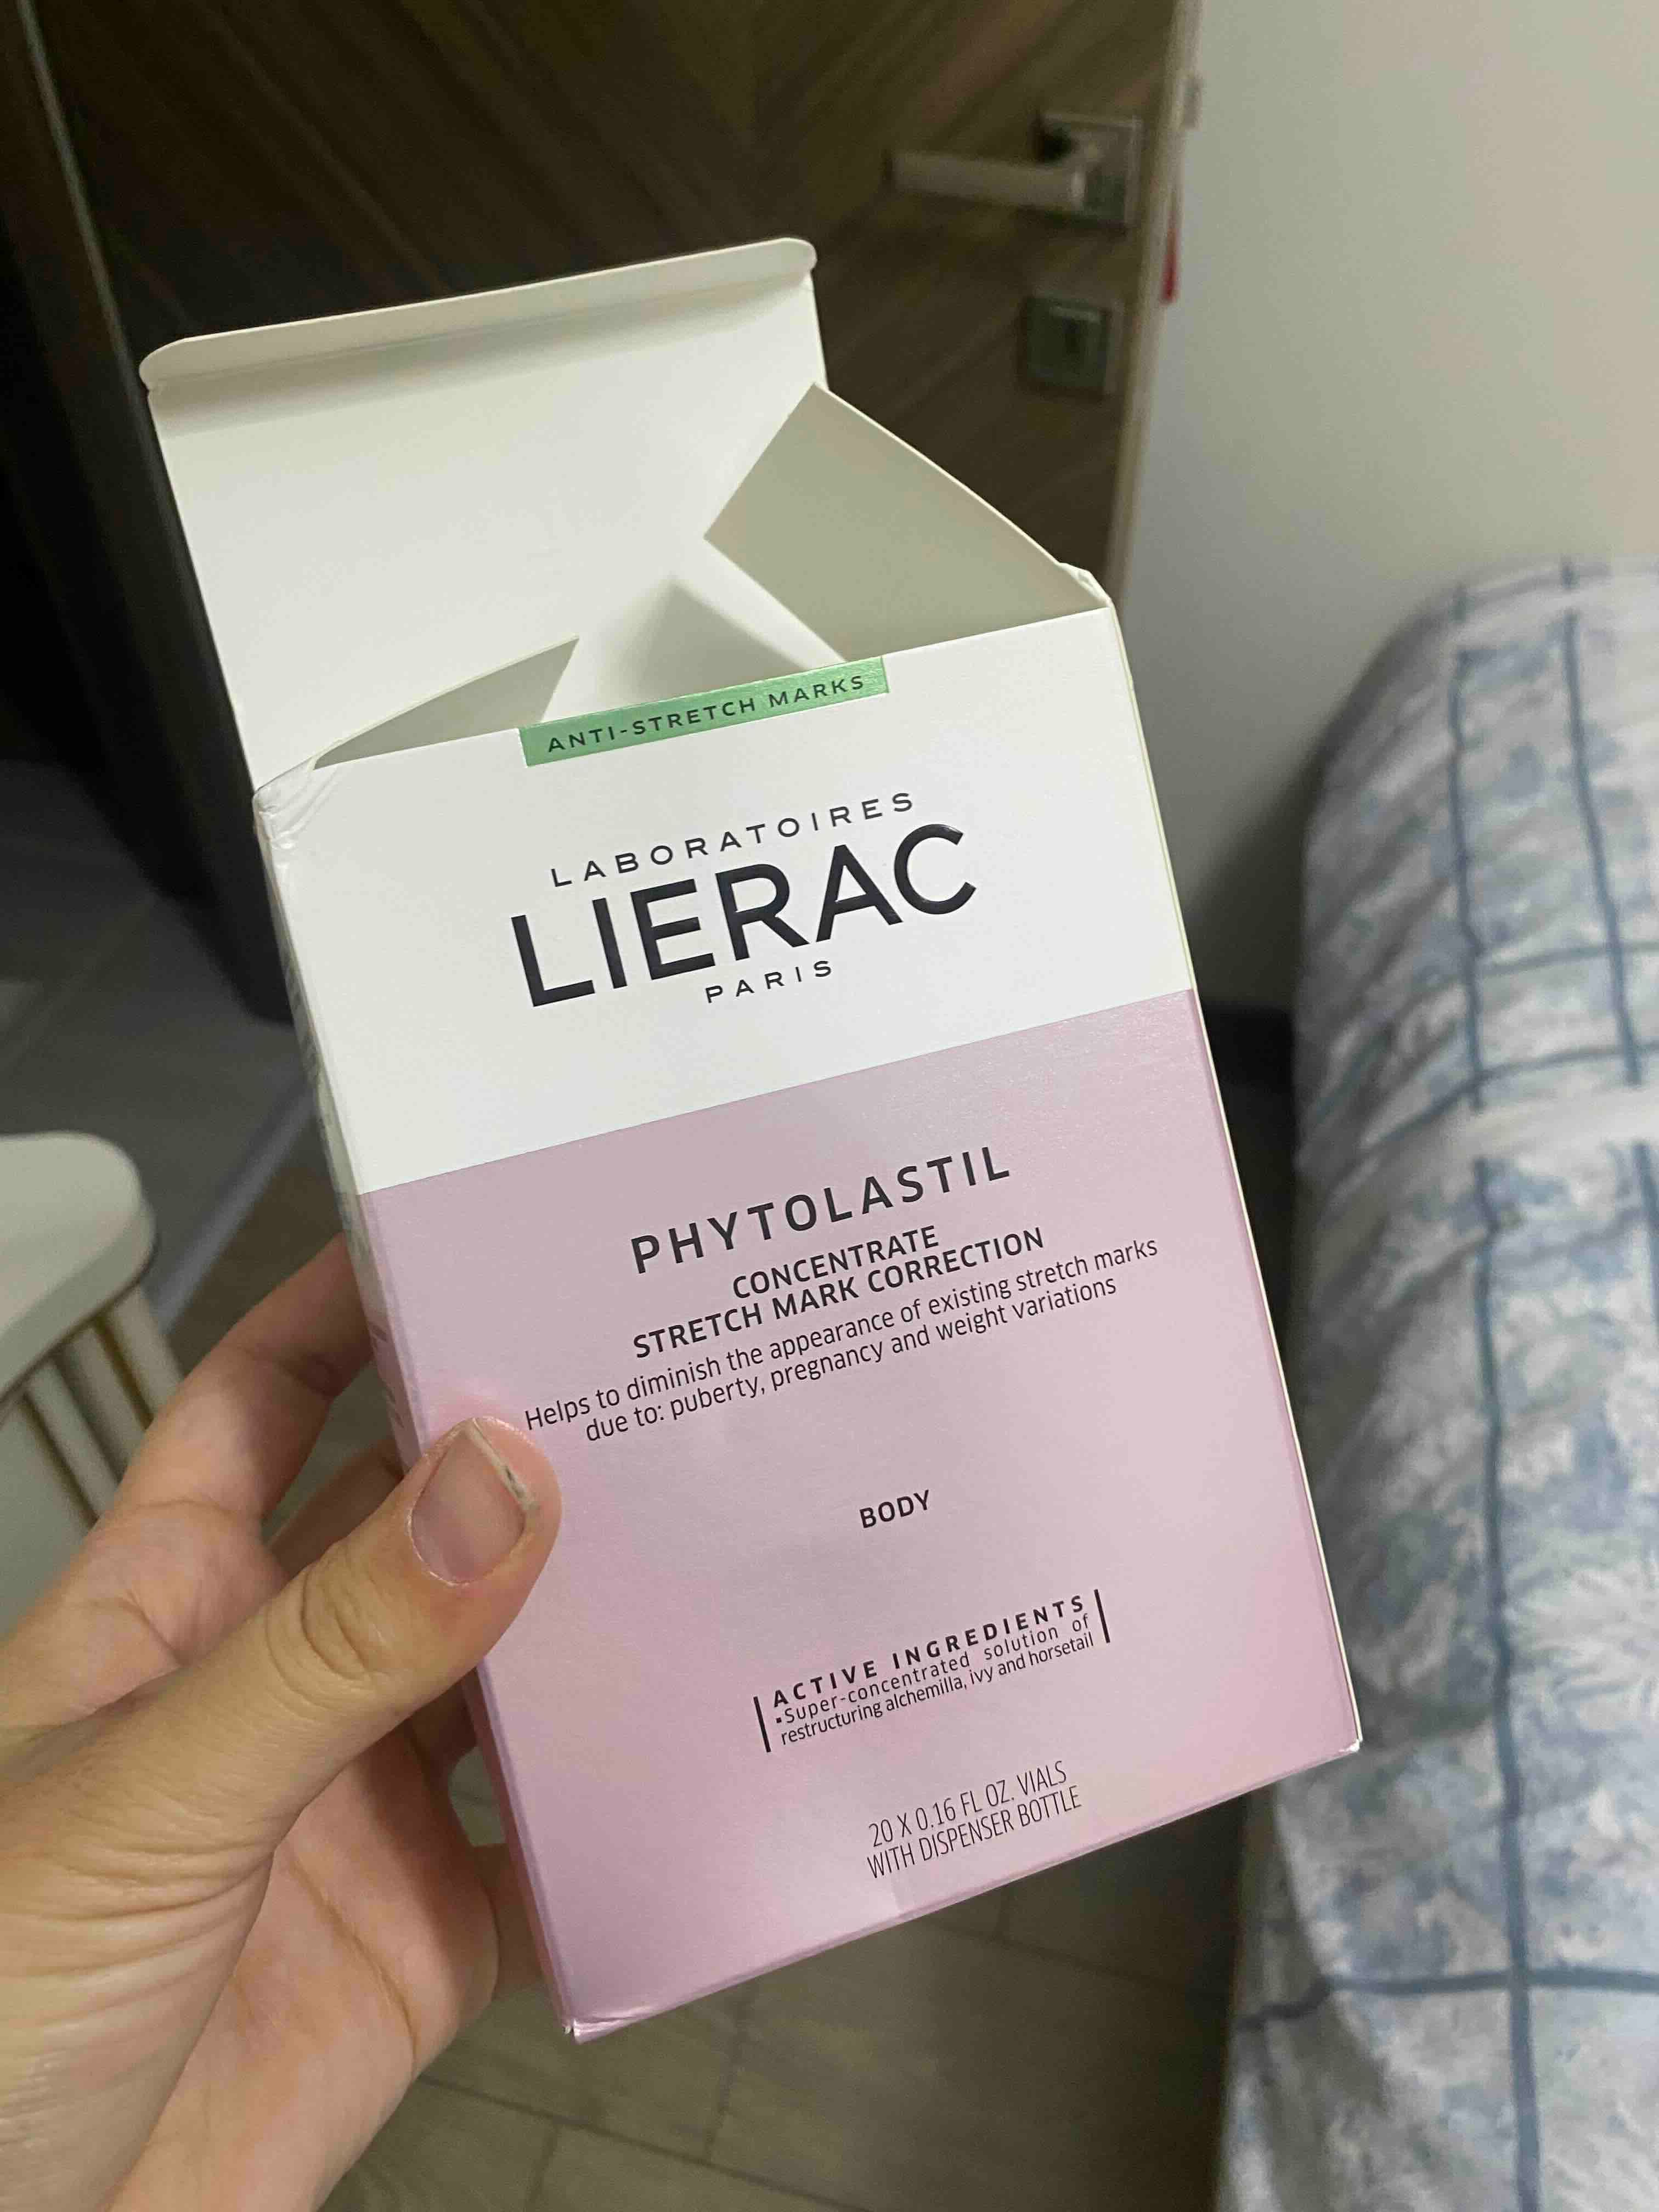 ANTI-STRETCH MARKS
LABORATOIRES
LIERAC
PARIS
PHYTOLASTIL
CONCENTRATE
STRETCH MARK CORRECTION
Helps to diminish the appearance of existing stretch marks
due to: puberty, pregnancy and weight variations
BODY
ACTIVE INGREDIENTS
▪Super-concentrated solution of
restructuring alchemilla, ivy and horsetail
20 X 0.16 FL OZ. VIALS
WITH DISPENSER BOTTLE